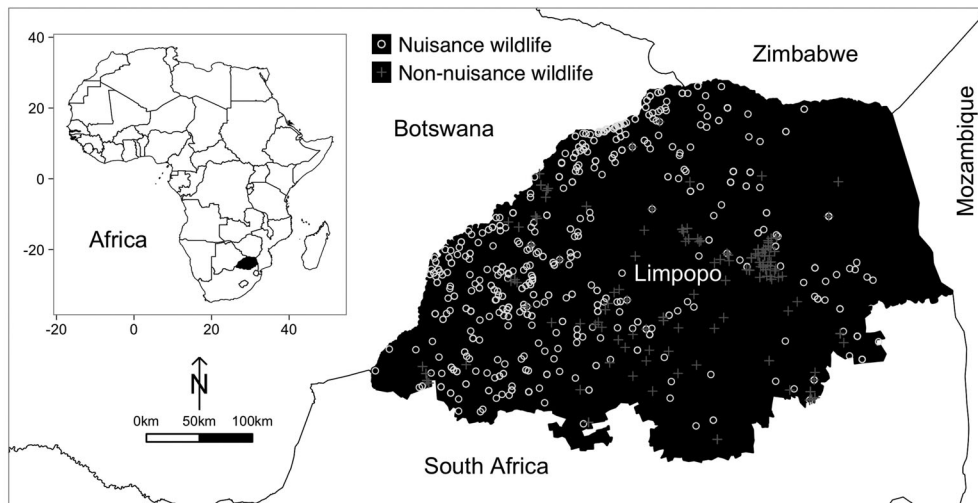 40
20
0
-20
-20
0
20
40
Africa
N
0km 50km 100km
Nuisance wildlife
Non-nuisance wildlife
Zimbabwe
Botswana
Mozambique
Limpopo
South Africa